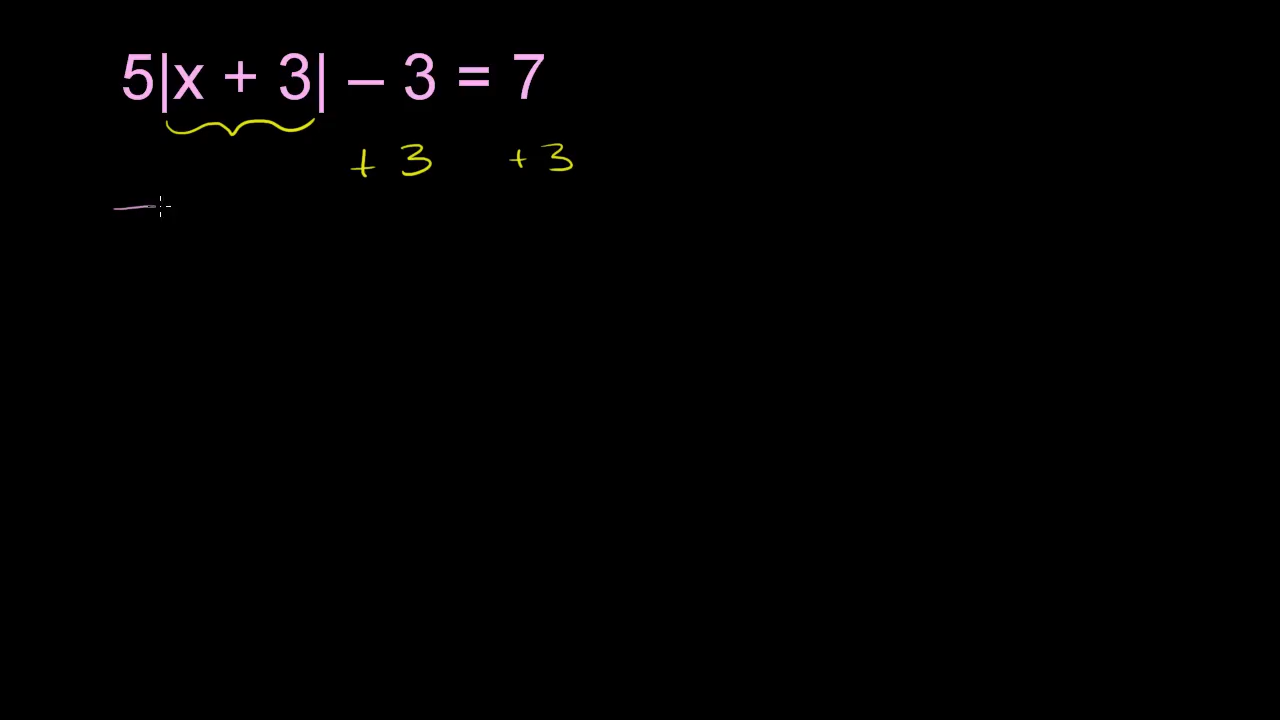 5|x + 3| – 3 = 7
+ 3 + 3